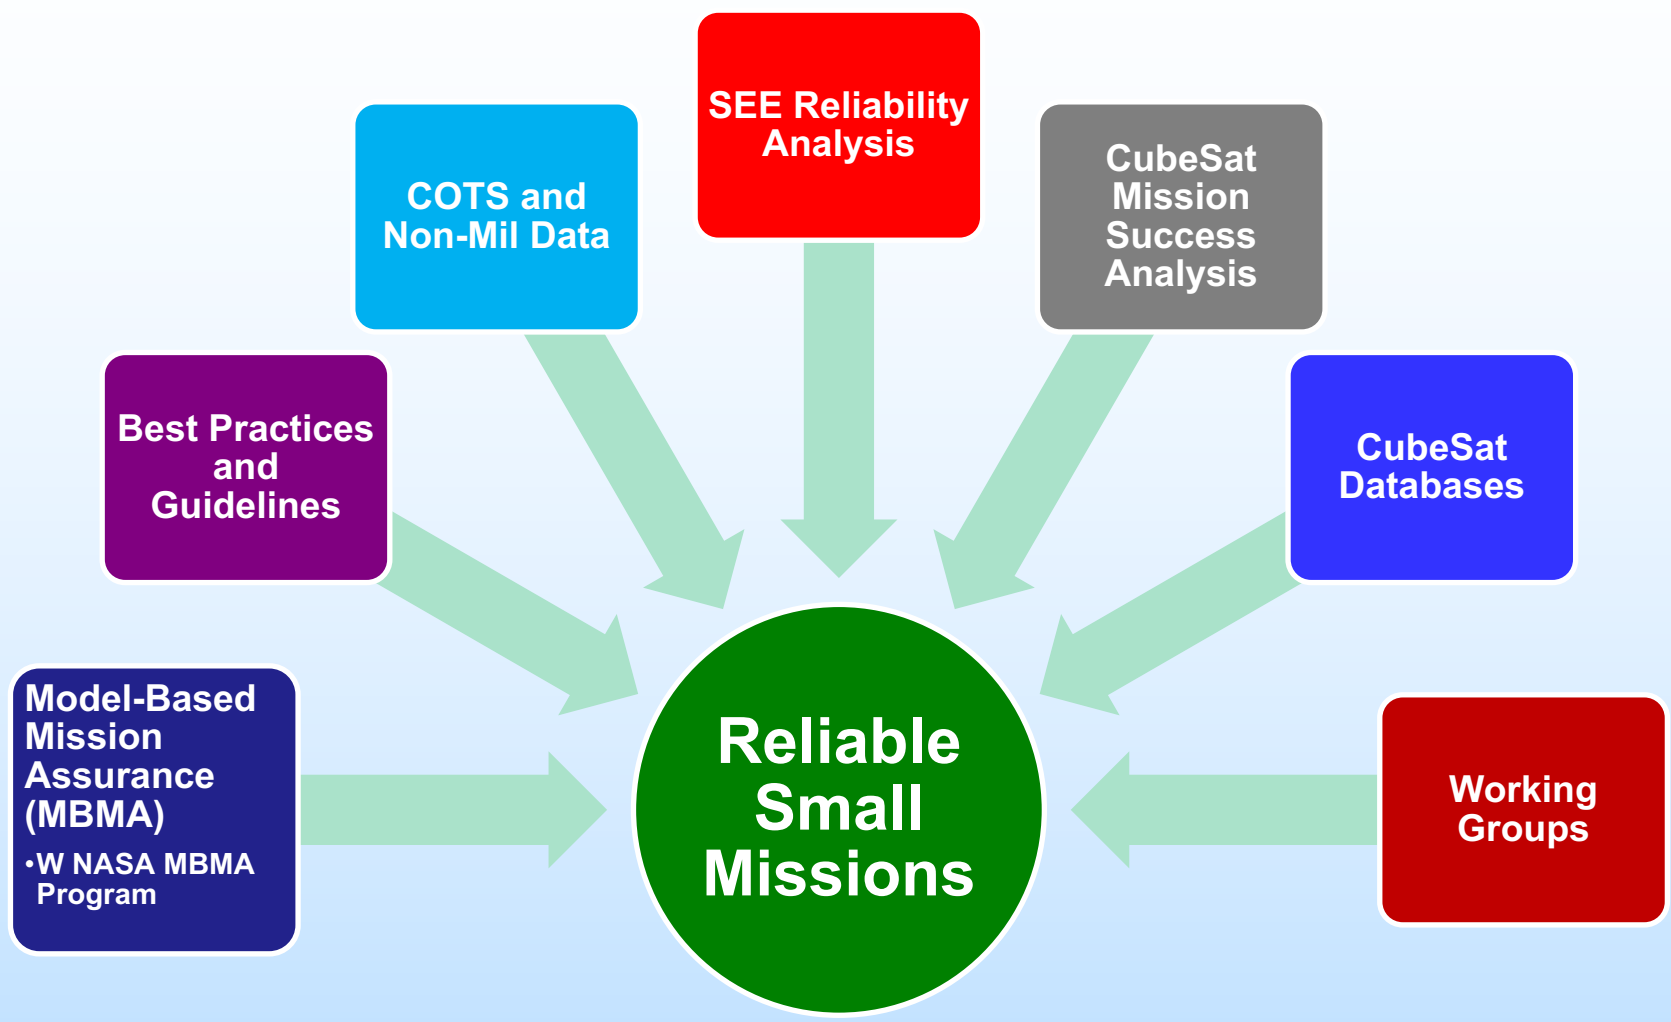 SEE Reliability
Analysis
COTS and
Non-Mil Data
CubeSat
Mission
Success
Analysis
Best Practices
and
Guidelines
CubeSat
Databases
Model-Based
Mission
Assurance
(MBMA)
•W NASA MBMA
Program
Reliable
Small
Missions
Working
Groups